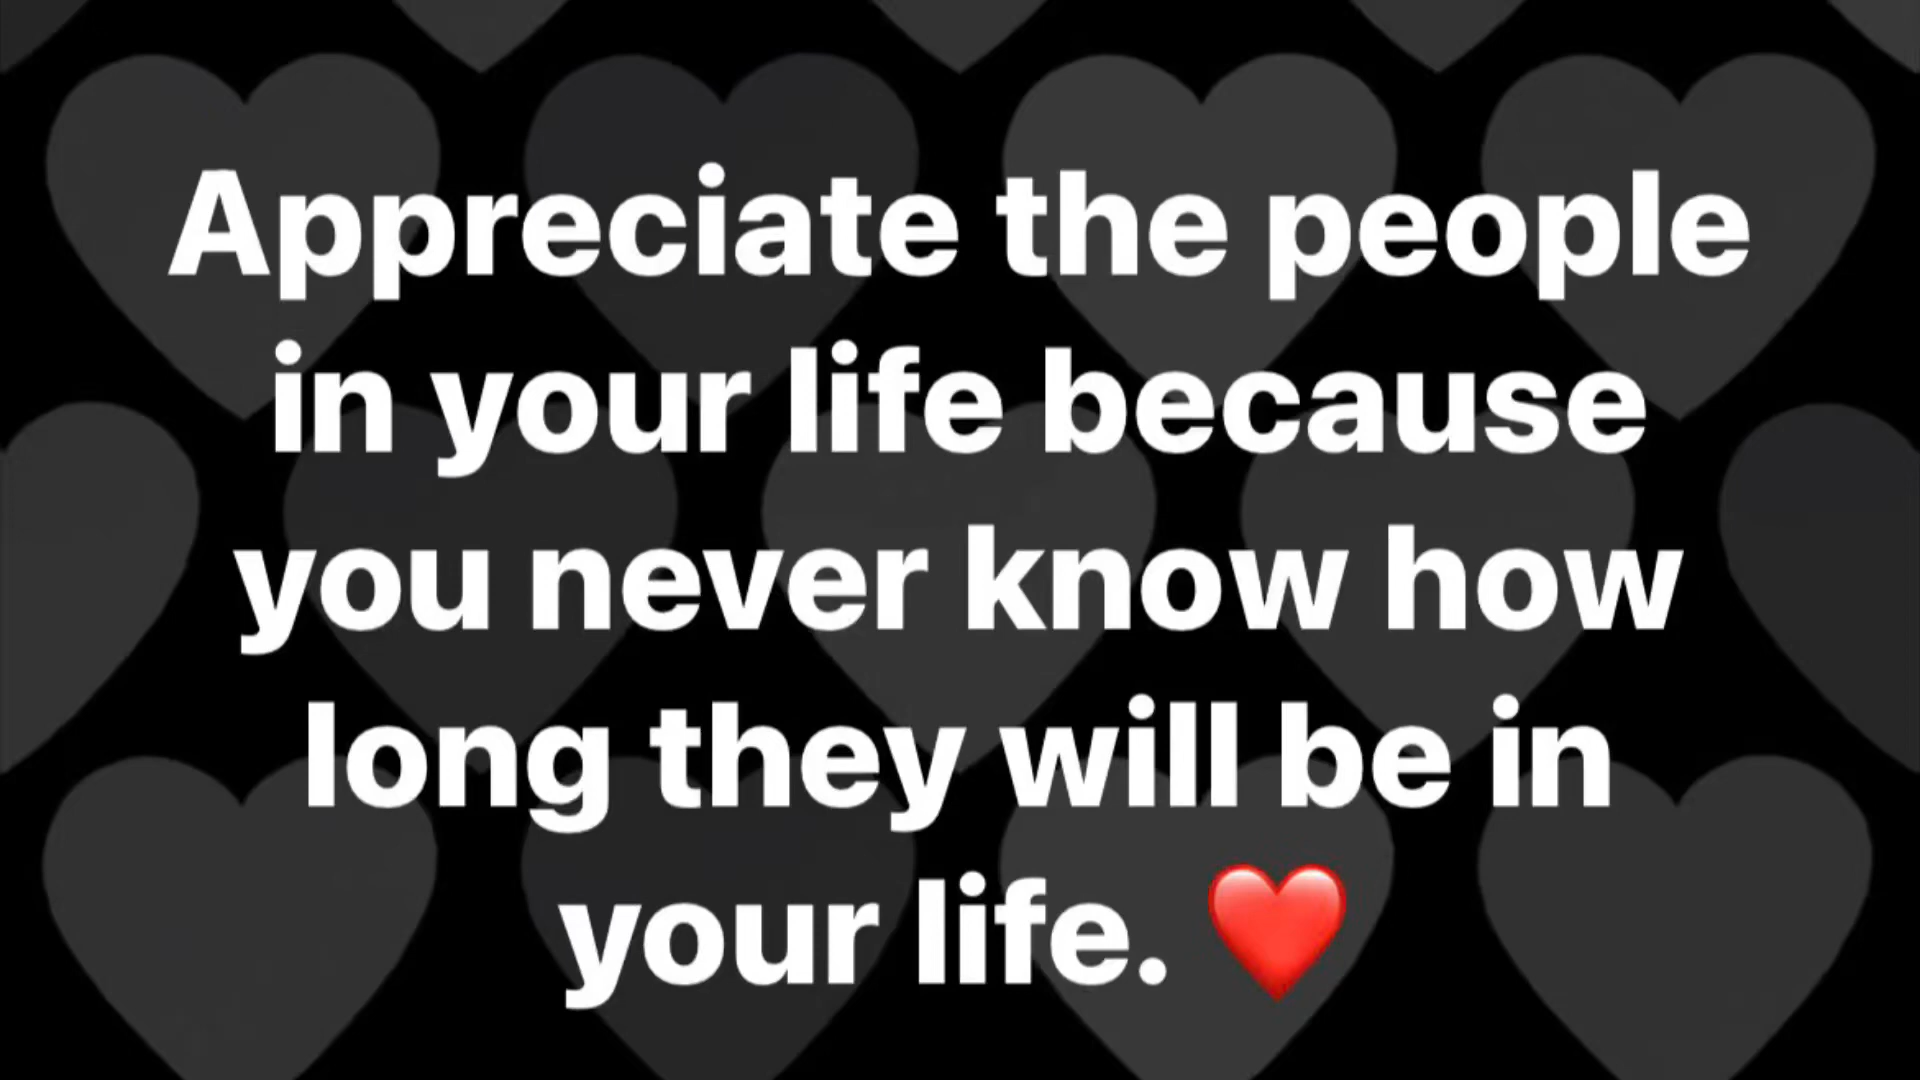 Appreciate the people
in your life because
you never know how
long they will be in
your life. ❤️